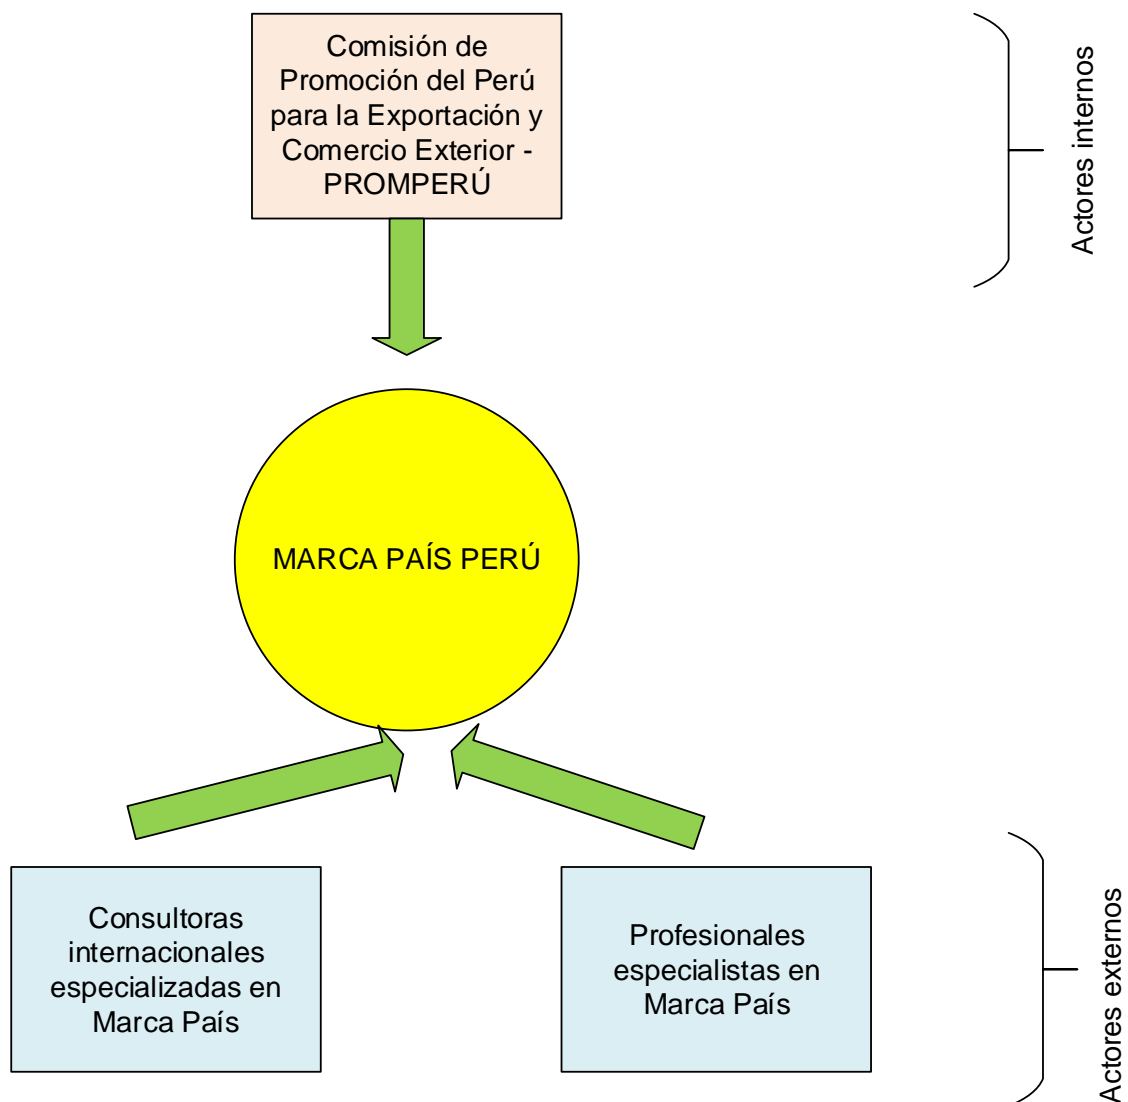 Comisión de
Promoción del Perú
para la Exportación y
Comercio Exterior -
PROMPERÚ
Actores internos
MARCA PAÍS PERÚ
Consultoras
internacionales
especializadas en
Marca País
Profesionales
especialistas en
Marca País
Actores externos